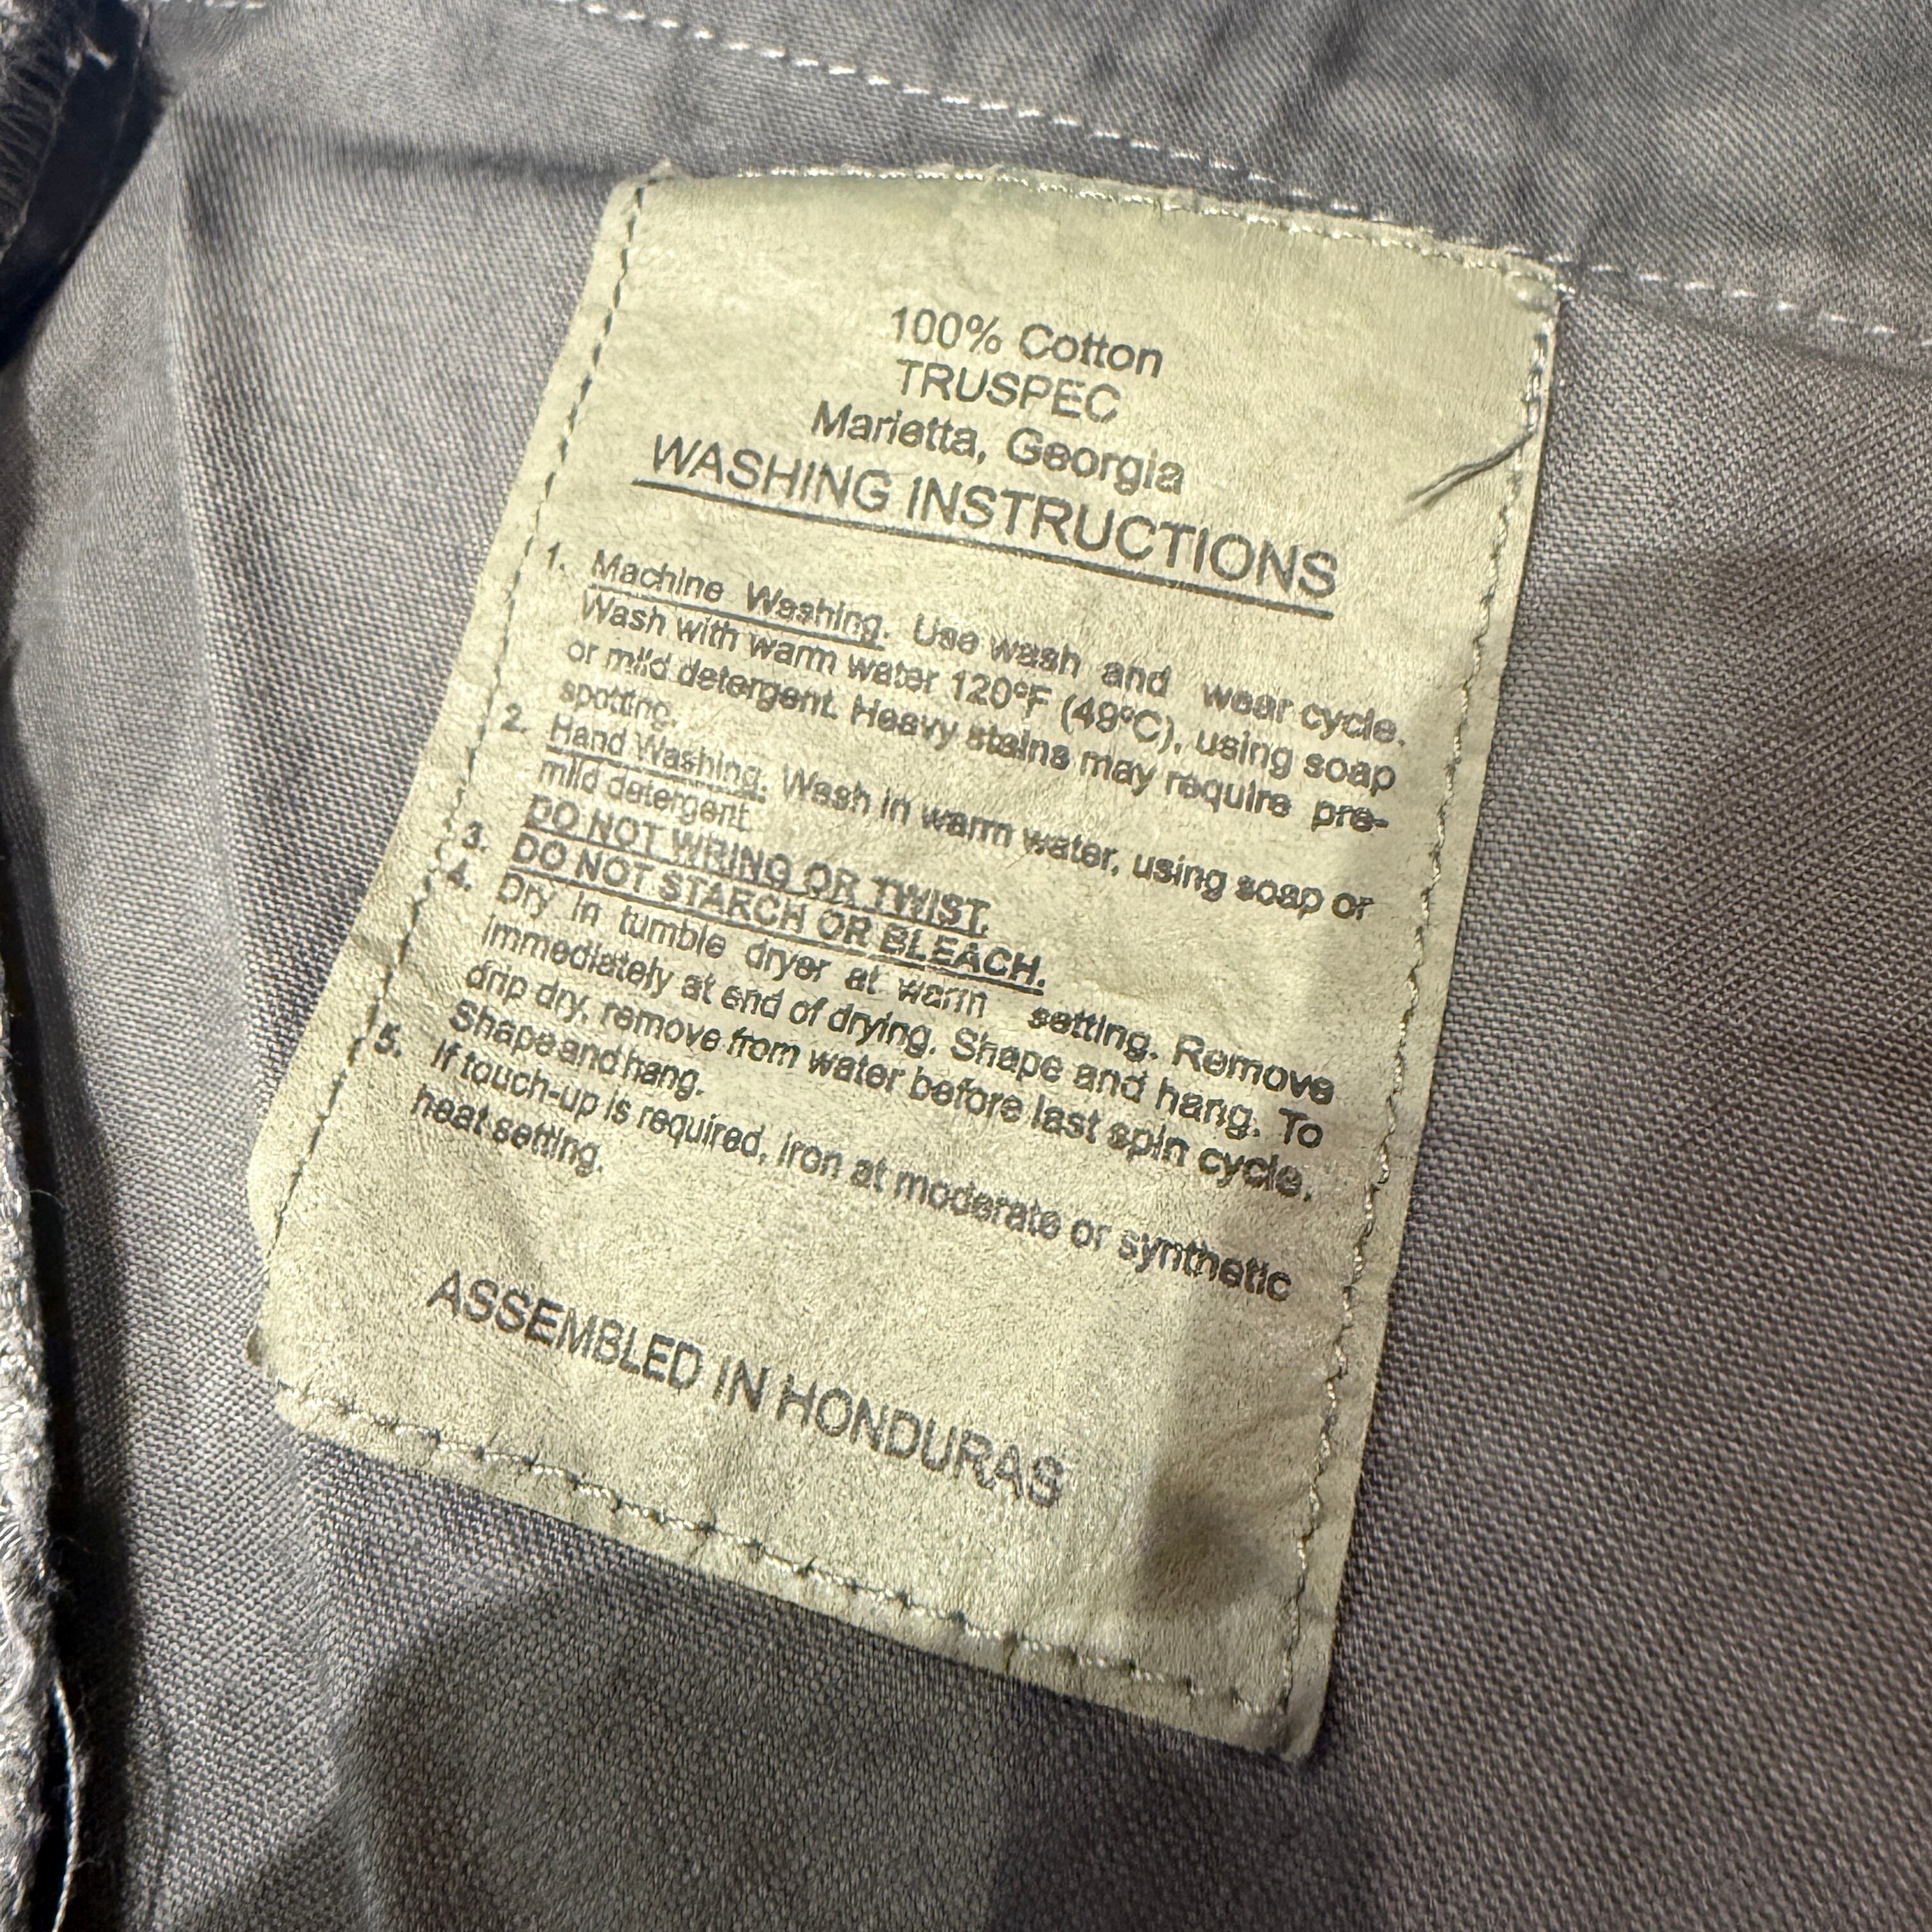 100% Cotton
TRUSPEC
Marietta, Georgia
WASHING INSTRUCTIONS
1. Machine Washing. Use wash and wear cycle.
Wash with warm water 120ºF (49ºC), using soap
or mild detergent. Heavy stains may require pre-
spotting.
2. Hand Washing. Wash in warm water, using soap or
mild detergent.
DO NOT WRING OR TWIST.
3. DO NOT STARCH OR BLEACH.
4. Dry in tumble dryer at warm setting. Remove
immediately at end of drying. Shape and hang. To
drip dry, remove from water before last spin cycle.
Shape and hang.
5. If touch-up is required, iron at moderate or synthetic
heat setting.
ASSEMBLED IN HONDURAS